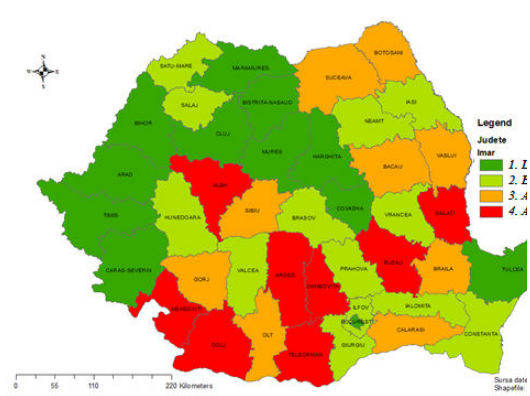 N
W E
S
BOTOSANI
SATU-MARE
MARAMURES
SUCEAVA
SALAJ
BISTRITA-NASAUD
IASI
BIHOR
NEAMT
CLUJ
MURES
HARGHITA
BACAU
VASLUI
ARAD
ALBA
TIMIS
HUNEDOARA
SIBIU
BRASOV
COVASNA
VRANCEA
GALATI
CARAS-SEVERIN
GORJ
VALCEA
ARGES
PRAHOVA
BUZAU
BRAILA
TULCEA
MEHEDINTI
DAMBOVITA
ILFOV
IALOMITA
BUCURESTI
CALARASI
CONSTANTA
DOLJ
OLT
TELEORMAN
GIURGIU
Legend
Judete
Imar
1.
2.
3.
4.
0 55 110 220 Kilometers
Sursa date
Shapefile